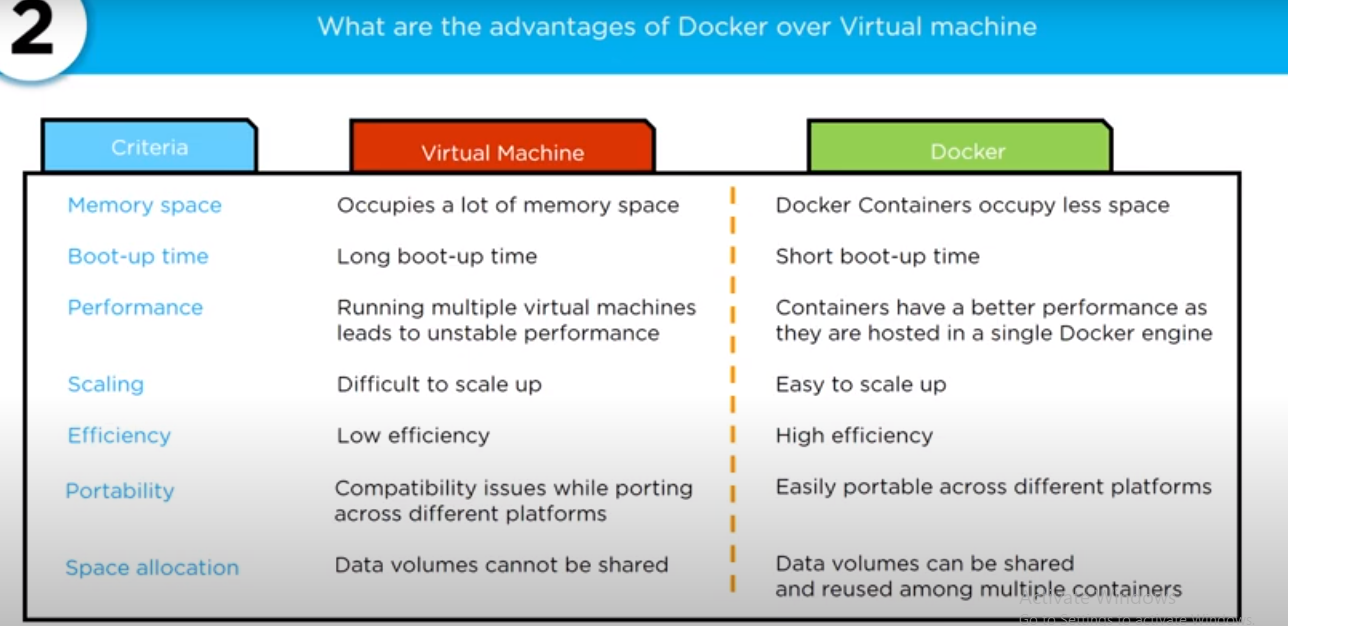 2
What are the advantages of Docker over Virtual machine
Criteria
Virtual Machine
Docker
Memory space
Occupies a lot of memory space
Docker Containers occupy less space
Boot-up time
Long boot-up time
Short boot-up time
Performance
Running multiple virtual machines
leads to unstable performance
Containers have a better performance as
they are hosted in a single Docker engine
Scaling
Difficult to scale up
Easy to scale up
Efficiency
Low efficiency
High efficiency
Portability
Compatibility issues while porting
across different platforms
Easily portable across different platforms
Space allocation
Data volumes cannot be shared
Data volumes can be shared
and reused among multiple containers
Activate Windows
Go to Settings to activate Windows.